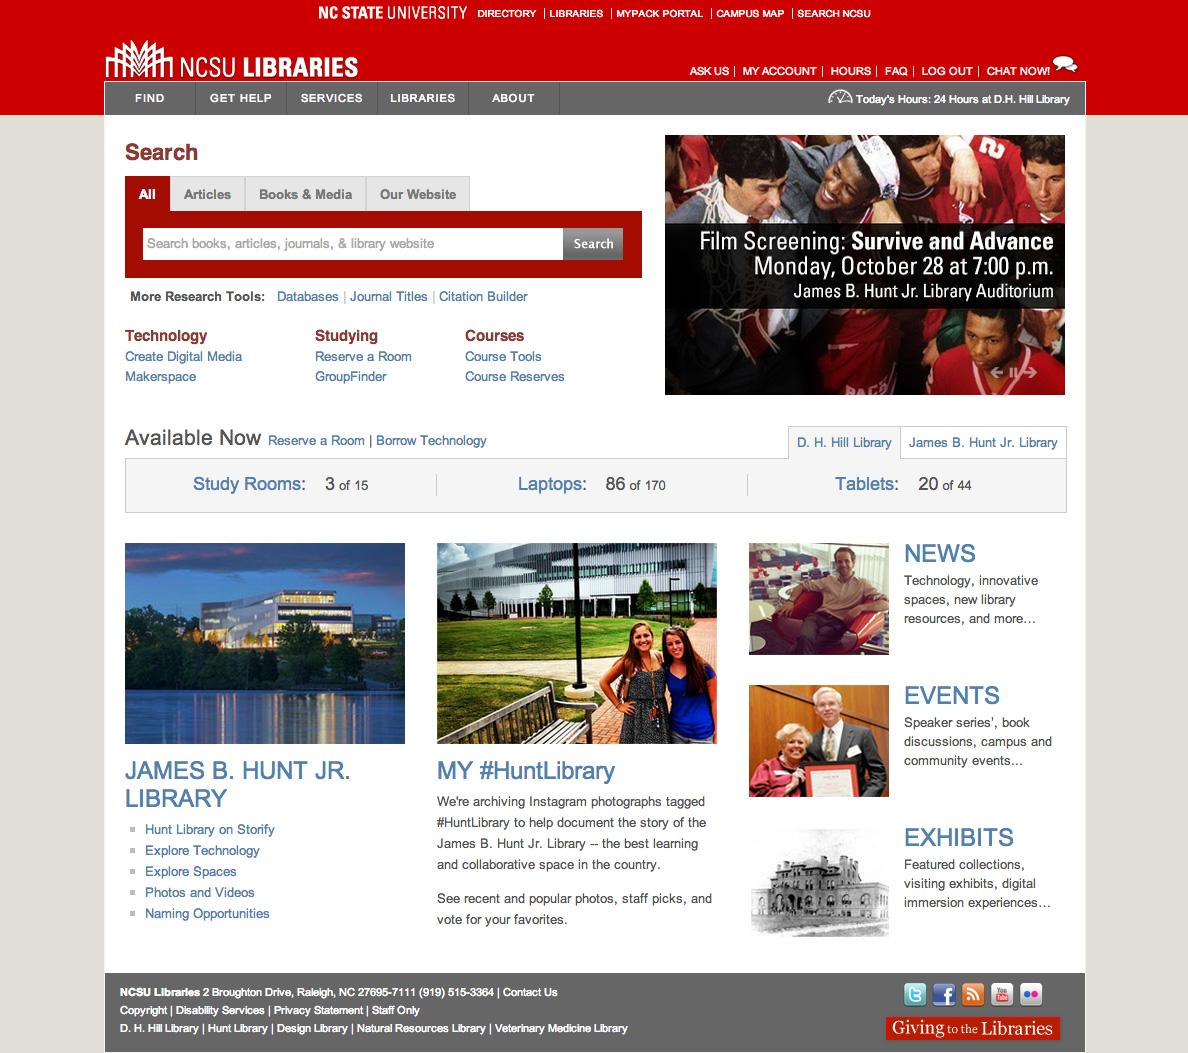 NC STATE UNIVERSITY DIRECTORY | LIBRARIES | MYPACK PORTAL | CAMPUS MAP | SEARCH NCSU
NCSU LIBRARIES
ASK US | MY ACCOUNT | HOURS | FAQ | LOG OUT | CHAT NOW!
FIND GET HELP SERVICES LIBRARIES ABOUT
Today's Hours: 24 Hours at D.H. Hill Library
Search
All Articles Books & Media Our Website
Search books, articles, journals, & library website Search
More Research Tools: Databases | Journal Titles | Citation Builder
Technology
Create Digital Media
Makerspace
Studying
Reserve a Room
GroupFinder
Courses
Course Tools
Course Reserves
Film Screening: Survive and Advance
Monday, October 28 at 7:00 p.m.
James B. Hunt Jr. Library Auditorium
Available Now Reserve a Room | Borrow Technology
D. H. Hill Library James B. Hunt Jr. Library
Study Rooms: 3 of 15 Laptops: 86 of 170 Tablets: 20 of 44
JAMES B. HUNT JR.
LIBRARY
Hunt Library on Storify
Explore Technology
Explore Spaces
Photos and Videos
Naming Opportunities
MY #HuntLibrary
We're archiving Instagram photographs tagged
#HuntLibrary to help document the story of the
James B. Hunt Jr. Library -- the best learning
and collaborative space in the country.
See recent and popular photos, staff picks, and
vote for your favorites.
NEWS
Technology, innovative
spaces, new library
resources, and more...
EVENTS
Speaker series', book
discussions, campus and
community events...
EXHIBITS
Featured collections,
visiting exhibits, digital
immersion experiences...
NCSU Libraries 2 Broughton Drive, Raleigh, NC 27695-7111 (919) 515-3364 | Contact Us
Copyright | Disability Services | Privacy Statement | Staff Only
D. H. Hill Library | Hunt Library | Design Library | Natural Resources Library | Veterinary Medicine Library
You Tube
Giving to the Libraries